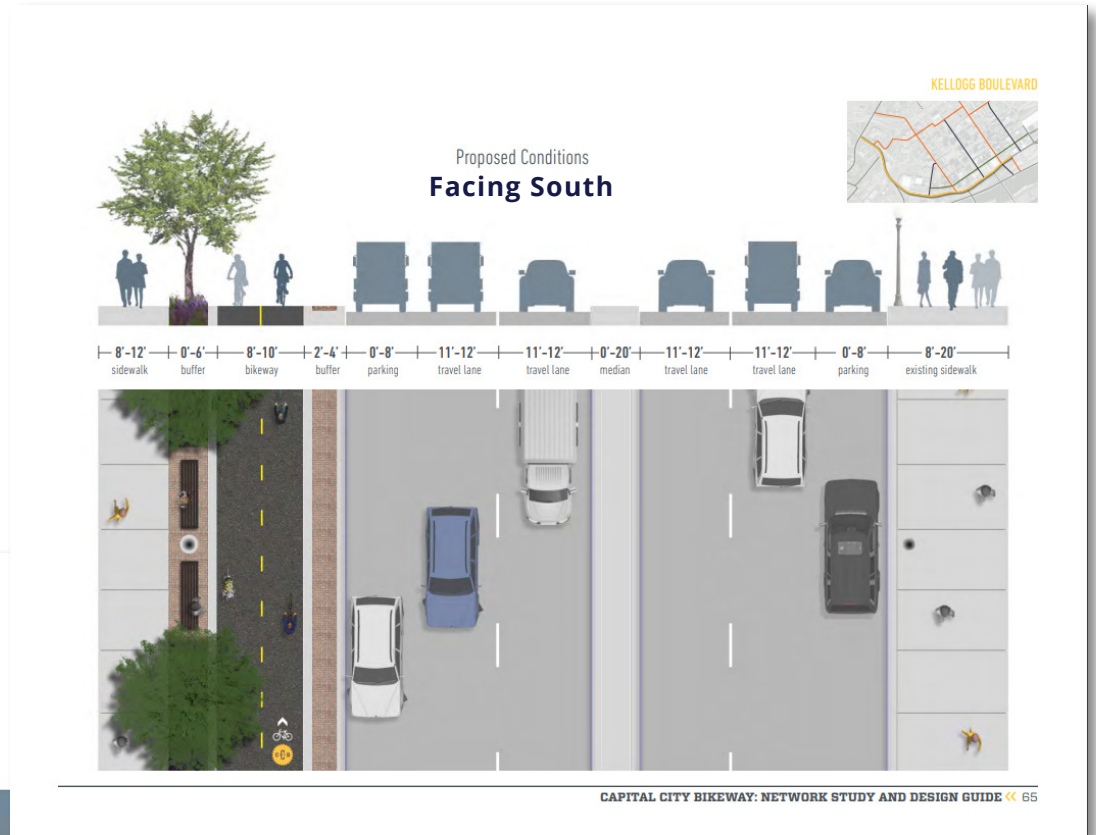 KELLOGG BOULEVARD
Proposed Conditions
Facing South
8'-12' 0'-6' 8'-10' 2'-4' 0'-8' 11'-12' 11'-12' 0'-20' 11'-12' 11'-12' 0'-8' 8'-20'
sidewalk buffer bikeway buffer parking travel lane travel lane median travel lane travel lane parking existing sidewalk
CAPITAL CITY BIKEWAY: NETWORK STUDY AND DESIGN GUIDE « 65